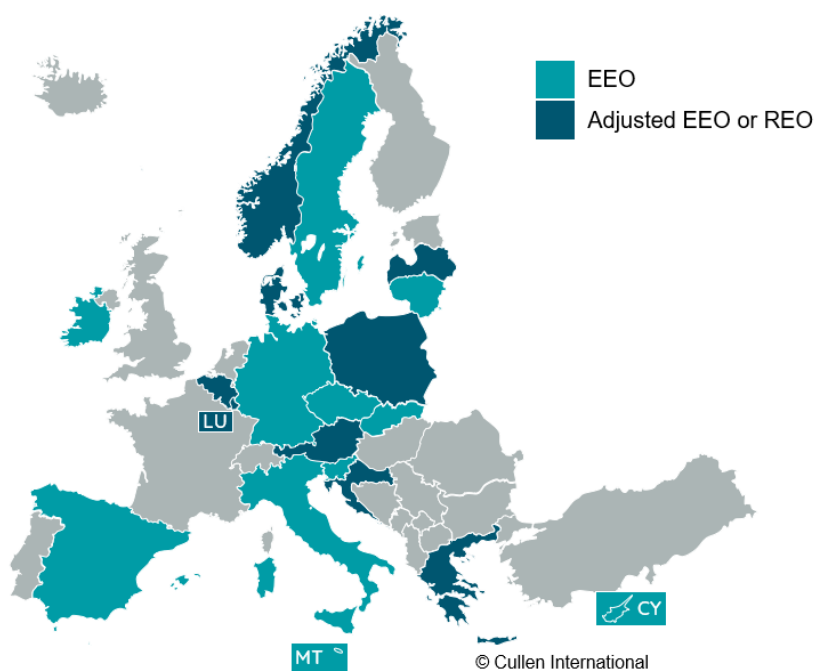 EEO
Adjusted EEO or REO
LU
CY
MT
© Cullen International